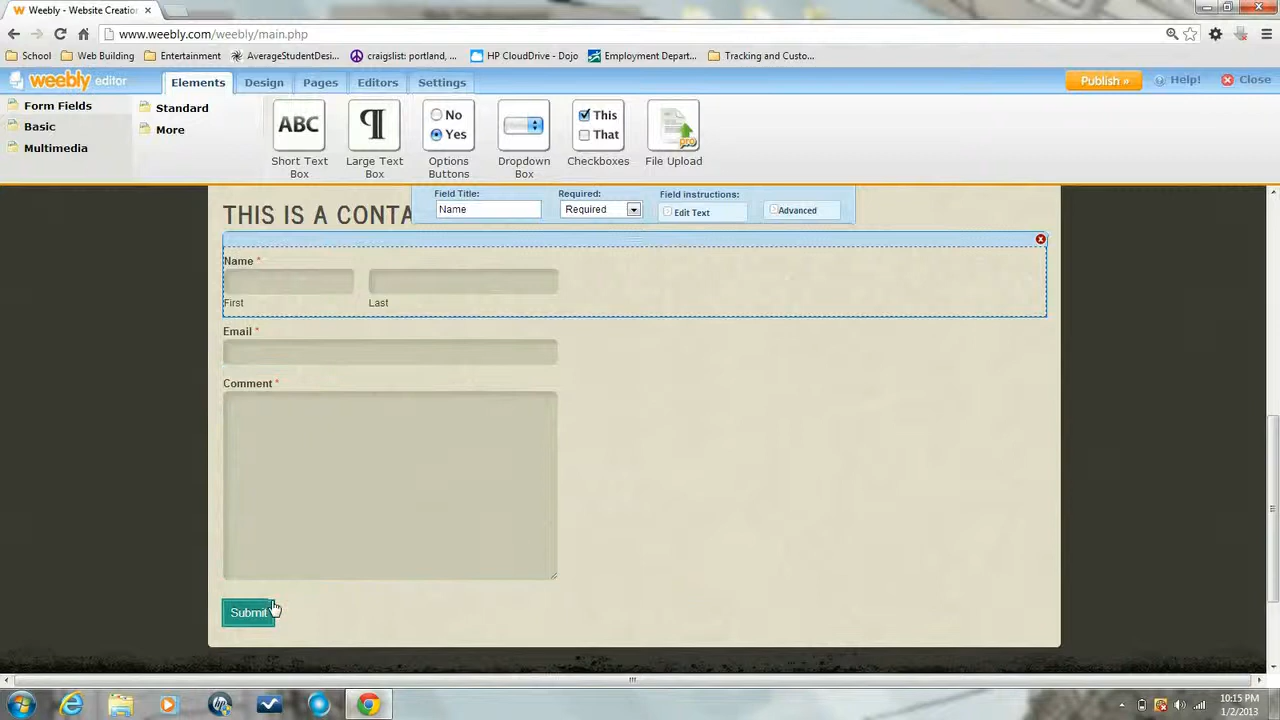 Weebly - Website Creation
www.weebly.com/weebly/main.php
School Web Building Entertainment AverageStudentDesi... craigslist: portland, ... HP CloudDrive - Dojo Employment Depart... Tracking and Custo...
weebly editor Elements Design Pages Editors Settings Publish » Help! Close
Form Fields
Basic
Multimedia
Standard
More
ABC
Short Text
Box
Large Text
Box
No
Yes
Options
Buttons
Dropdown
Box
This
That
Checkboxes
pro
File Upload
Field Title: Required: Field instructions:
Name Required Edit Text Advanced
THIS IS A CONTA
Name *
First Last
Email *
Comment *
Submit
10:15 PM
1/2/2013